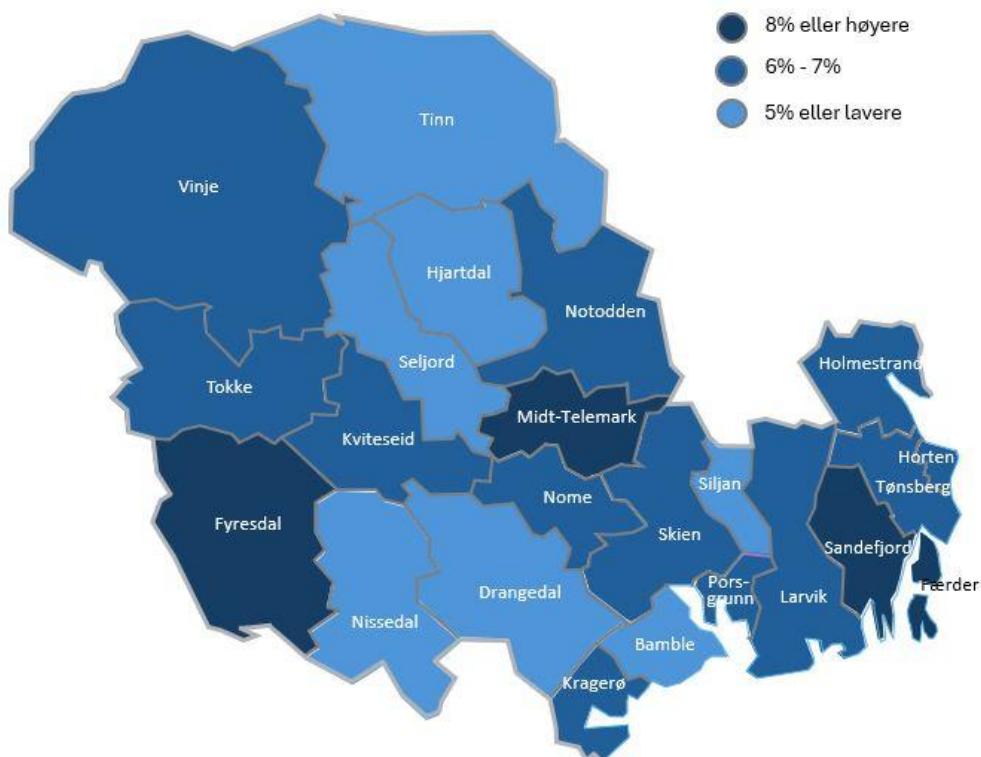 8% eller høyere
6% - 7%
5% eller lavere
Tinn
Vinje
Hjartdal
Notodden
Holmestrand
Seljord
Tokke
Midt-Telemark
Kviteseid
Horten
Tønsberg
Siljan
Nome
Fyresdal
Skien
Sandefjord
Pors-
grunn
Færder
Drangedal
Larvik
Nissedal
Bamble
Kragerø